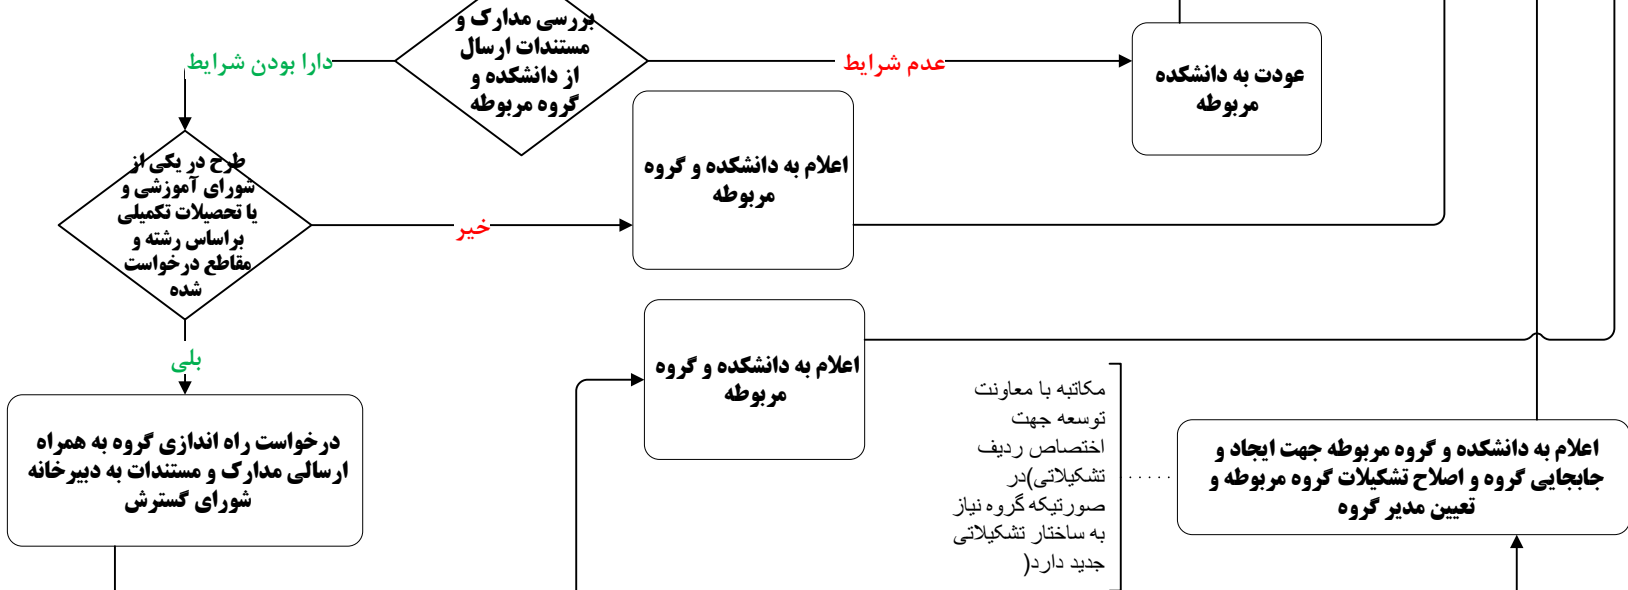 بررسی مدارک و
مستندات ارسال
از دانشکده و
گروه مربوطه
دارا بودن شرایط
عدم شرایط
عودت به دانشکده
مربوطه
طرح در یکی از
شورای آموزشی و
یا تحصیلات تکمیلی
براساس رشته و
مقاطع درخواست
شده
خیر
اعلام به دانشکده و گروه
مربوطه
بلی
اعلام به دانشکده و گروه
مربوطه
درخواست راه اندازی گروه به همراه
ارسالی مدارک و مستندات به دبیرخانه
شورای گسترش
مکاتبه با معاونت
توسعه جهت
اختصاص ردیف
تشکیلاتی)در
صورتیکه گروه نیاز
به ساختار تشکیلاتی
جدید دارد(
اعلام به دانشکده و گروه مربوطه جهت ایجاد و
جابجایی گروه و اصلاح تشکیلات گروه مربوطه و
تعیین مدیر گروه